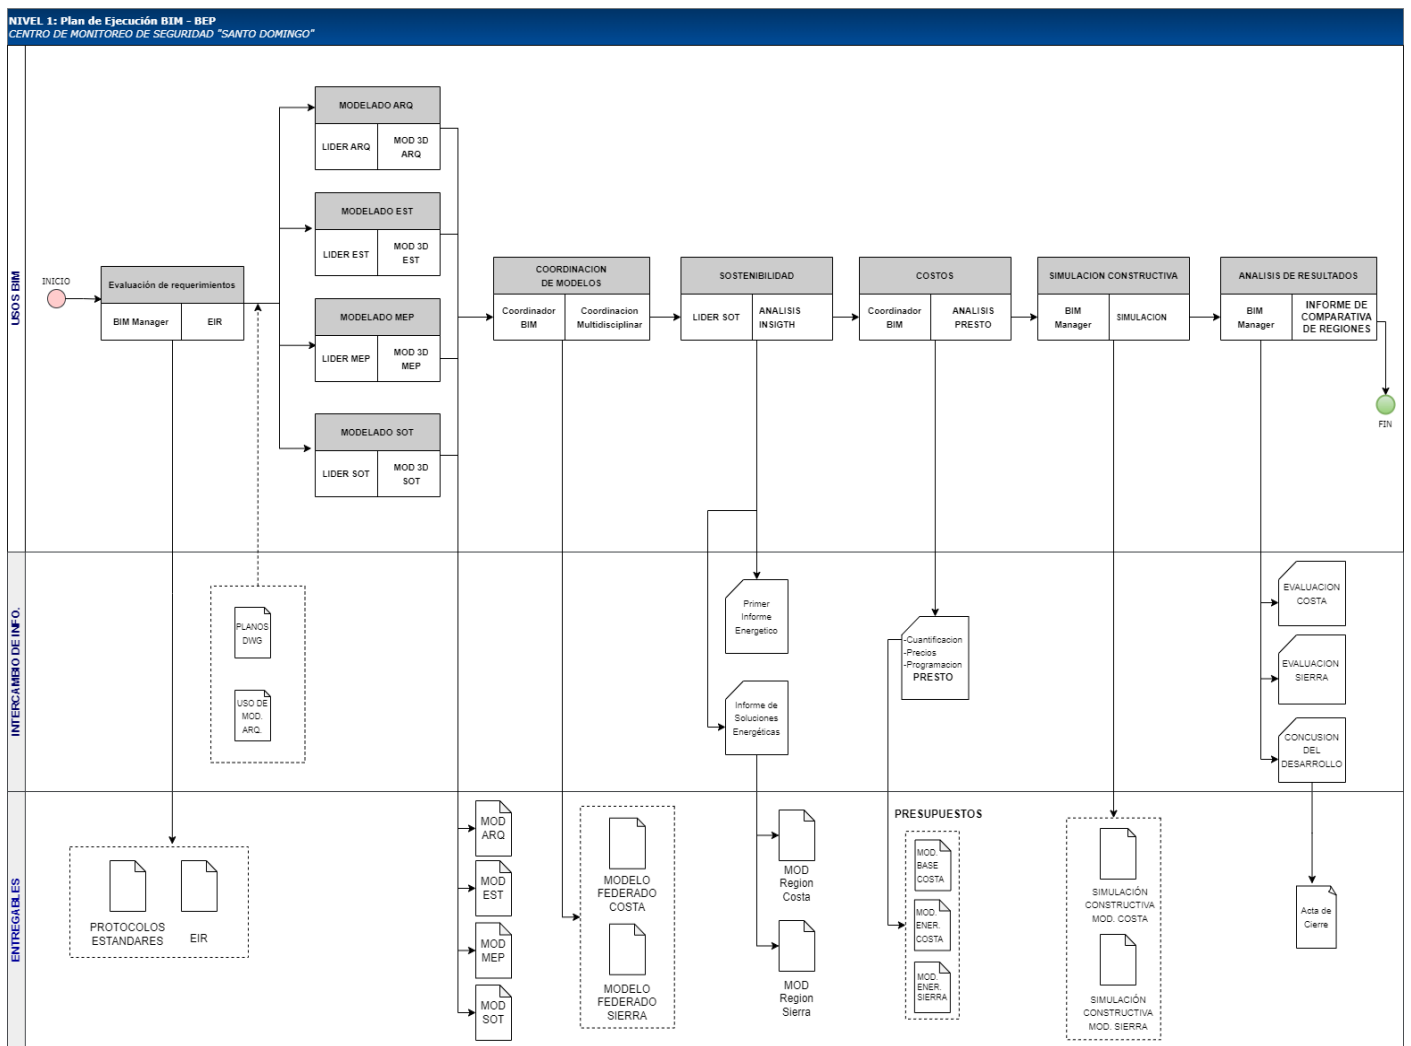 NIVEL 1: Plan de Ejecución BIM - BEP
CENTRO DE MONITOREO DE SEGURIDAD "SANTO DOMINGO"
USOS BIM
INICIO
Evaluación de requerimientos
BIM Manager
EIR
MODELADO ARQ
LIDER ARQ
MOD 3D
ARQ
MODELADO EST
LIDER EST
MOD 3D
EST
MODELADO MEP
LIDER MEP
MOD 3D
MEP
MODELADO SOT
LIDER SOT
MOD 3D
SOT
COORDINACION
DE MODELOS
Coordinador
BIM
Coordinacion
Multidisciplinar
SOSTENIBILIDAD
LIDER SOT
ANALISIS
INSIGTH
COSTOS
Coordinador
BIM
ANALISIS
PRESTO
SIMULACION CONSTRUCTIVA
BIM
Manager
SIMULACION
ANALISIS DE RESULTADOS
BIM
Manager
INFORME DE
COMPARATIVA
DE REGIONES
FIN
INTERCAMBIO DE INFO.
PLANOS
DWG
USO DE
MOD.
ARQ.
Primer
Informe
Energetico
Informe de
Soluciones
Energéticas
-Cuantificacion
-Precios
-Programacion
PRESTO
EVALUACION
COSTA
EVALUACION
SIERRA
CONCUSION
DEL
DESARROLLO
ENTREGABLES
PROTOCOLOS
ESTANDARES
EIR
MOD
ARQ
MOD
EST
MOD
MEP
MOD
SOT
MODELO
FEDERADO
COSTA
MODELO
FEDERADO
SIERRA
MOD
Region
Costa
MOD
Region
Sierra
PRESUPUESTOS
MOD.
BASE
COSTA
MOD.
ENER.
COSTA
MOD.
ENER.
SIERRA
SIMULACIÓN
CONSTRUCTIVA
MOD. COSTA
SIMULACIÓN
CONSTRUCTIVA
MOD. SIERRA
Acta de
Cierre